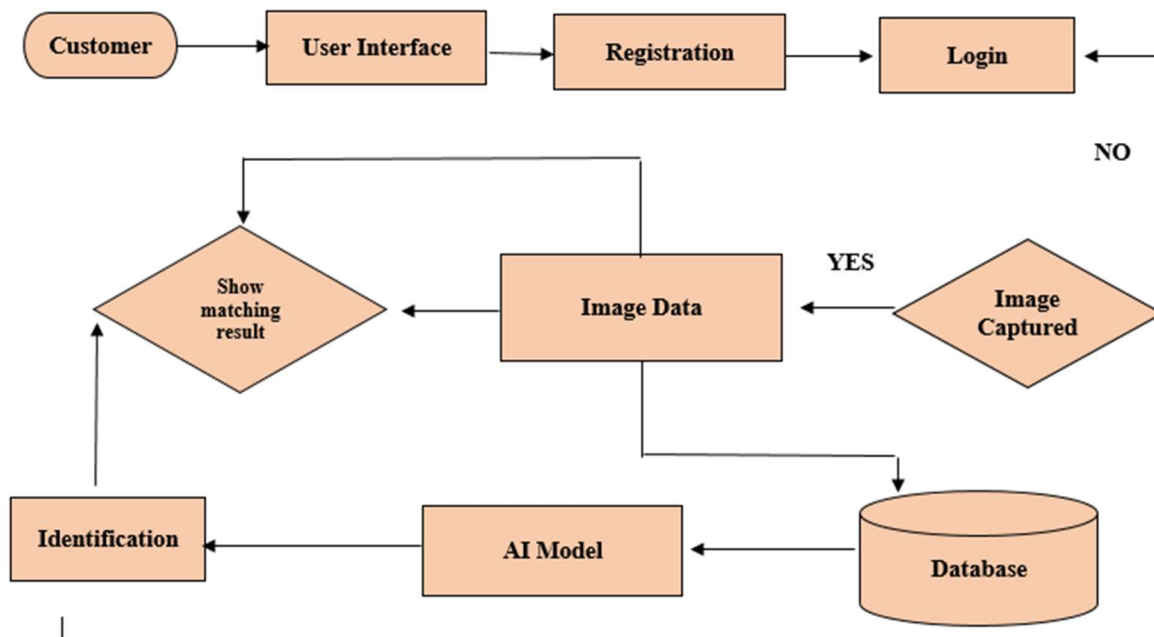 Customer
User Interface
Registration
Login
NO
Show
matching
result
Image Data
YES
Image
Captured
Identification
AI Model
Database